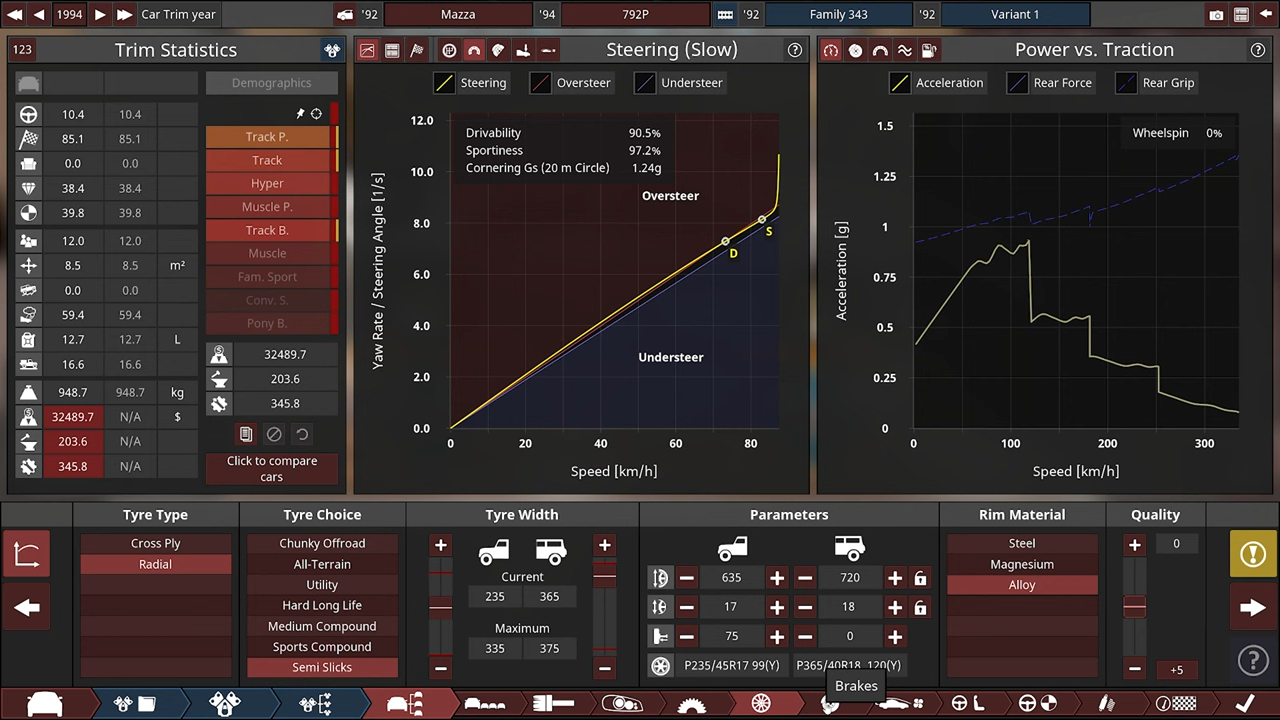 1994 Car Trim year '92 Mazza '94 792P '92 Family 343 '92 Variant 1
123 Trim Statistics
Demographics
10.4 10.4
85.1 85.1
0.0 0.0
38.4 38.4
39.8 39.8
12.0 12.0
8.5 8.5 m²
0.0 0.0
59.4 59.4
12.7 12.7 L
16.6 16.6
948.7 948.7 kg
32489.7 N/A $
203.6 N/A
345.8 N/A
Track P.
Track
Hyper
Muscle P.
Track B.
Muscle
Fam. Sport
Conv. S.
Pony B.
32489.7
203.6
345.8
Click to compare
cars
Steering (Slow)
Steering Oversteer Understeer
Drivability 90.5%
Sportiness 97.2%
Cornering Gs (20 m Circle) 1.24g
Oversteer
Understeer
S
D
Yaw Rate / Steering Angle [1/s]
12.0
10.0
8.0
6.0
4.0
2.0
0.0
0 20 40 60 80
Speed [km/h]
Power vs. Traction
Acceleration Rear Force Rear Grip
Wheelspin 0%
Acceleration [g]
1.5
1.25
1
0.75
0.5
0.25
0
0 100 200 300
Speed [km/h]
Tyre Type
Cross Ply
Radial
Tyre Choice
Chunky Offroad
All-Terrain
Utility
Hard Long Life
Medium Compound
Sports Compound
Semi Slicks
Tyre Width
Current
235 365
Maximum
335 375
Parameters
635 720
17 18
75 0
P235/45R17 99(Y) P365/40R18 120(Y)
Rim Material
Steel
Magnesium
Alloy
Quality
0
+5
Brakes